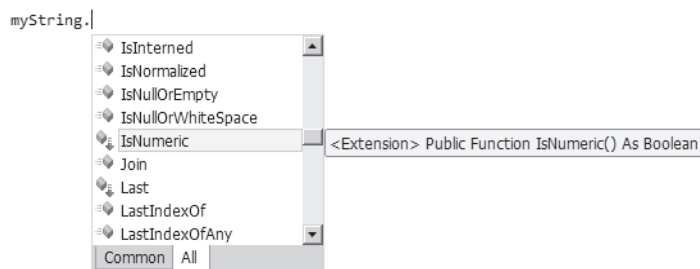 myString.
IsInterned
IsNormalized
IsNullOrEmpty
IsNullOrWhiteSpace
IsNumeric
<Extension> Public Function IsNumeric() As Boolean
Join
Last
LastIndexOf
LastIndexOfAny
Common All